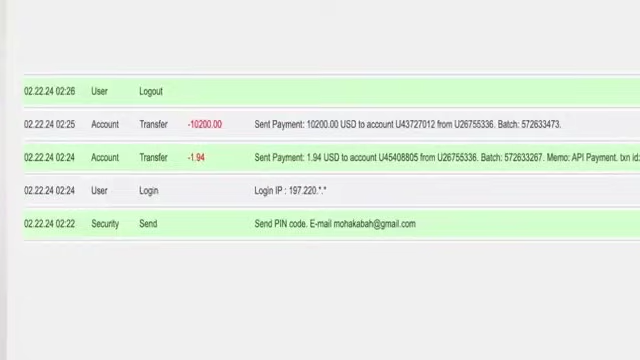 02.22.24 02:26 User Logout
02.22.24 02:25 Account Transfer -10200.00 Sent Payment: 10200.00 USD to account U43727012 from U26755336. Batch: 572633473.
02.22.24 02:24 Account Transfer -1.94 Sent Payment: 1.94 USD to account U45408805 from U26755336. Batch: 572633267. Memo: API Payment. txn id:
02.22.24 02:24 User Login Login IP : 197.220.*.*
02.22.24 02:22 Security Send Send PIN code. E-mail mohakabah@gmail.com